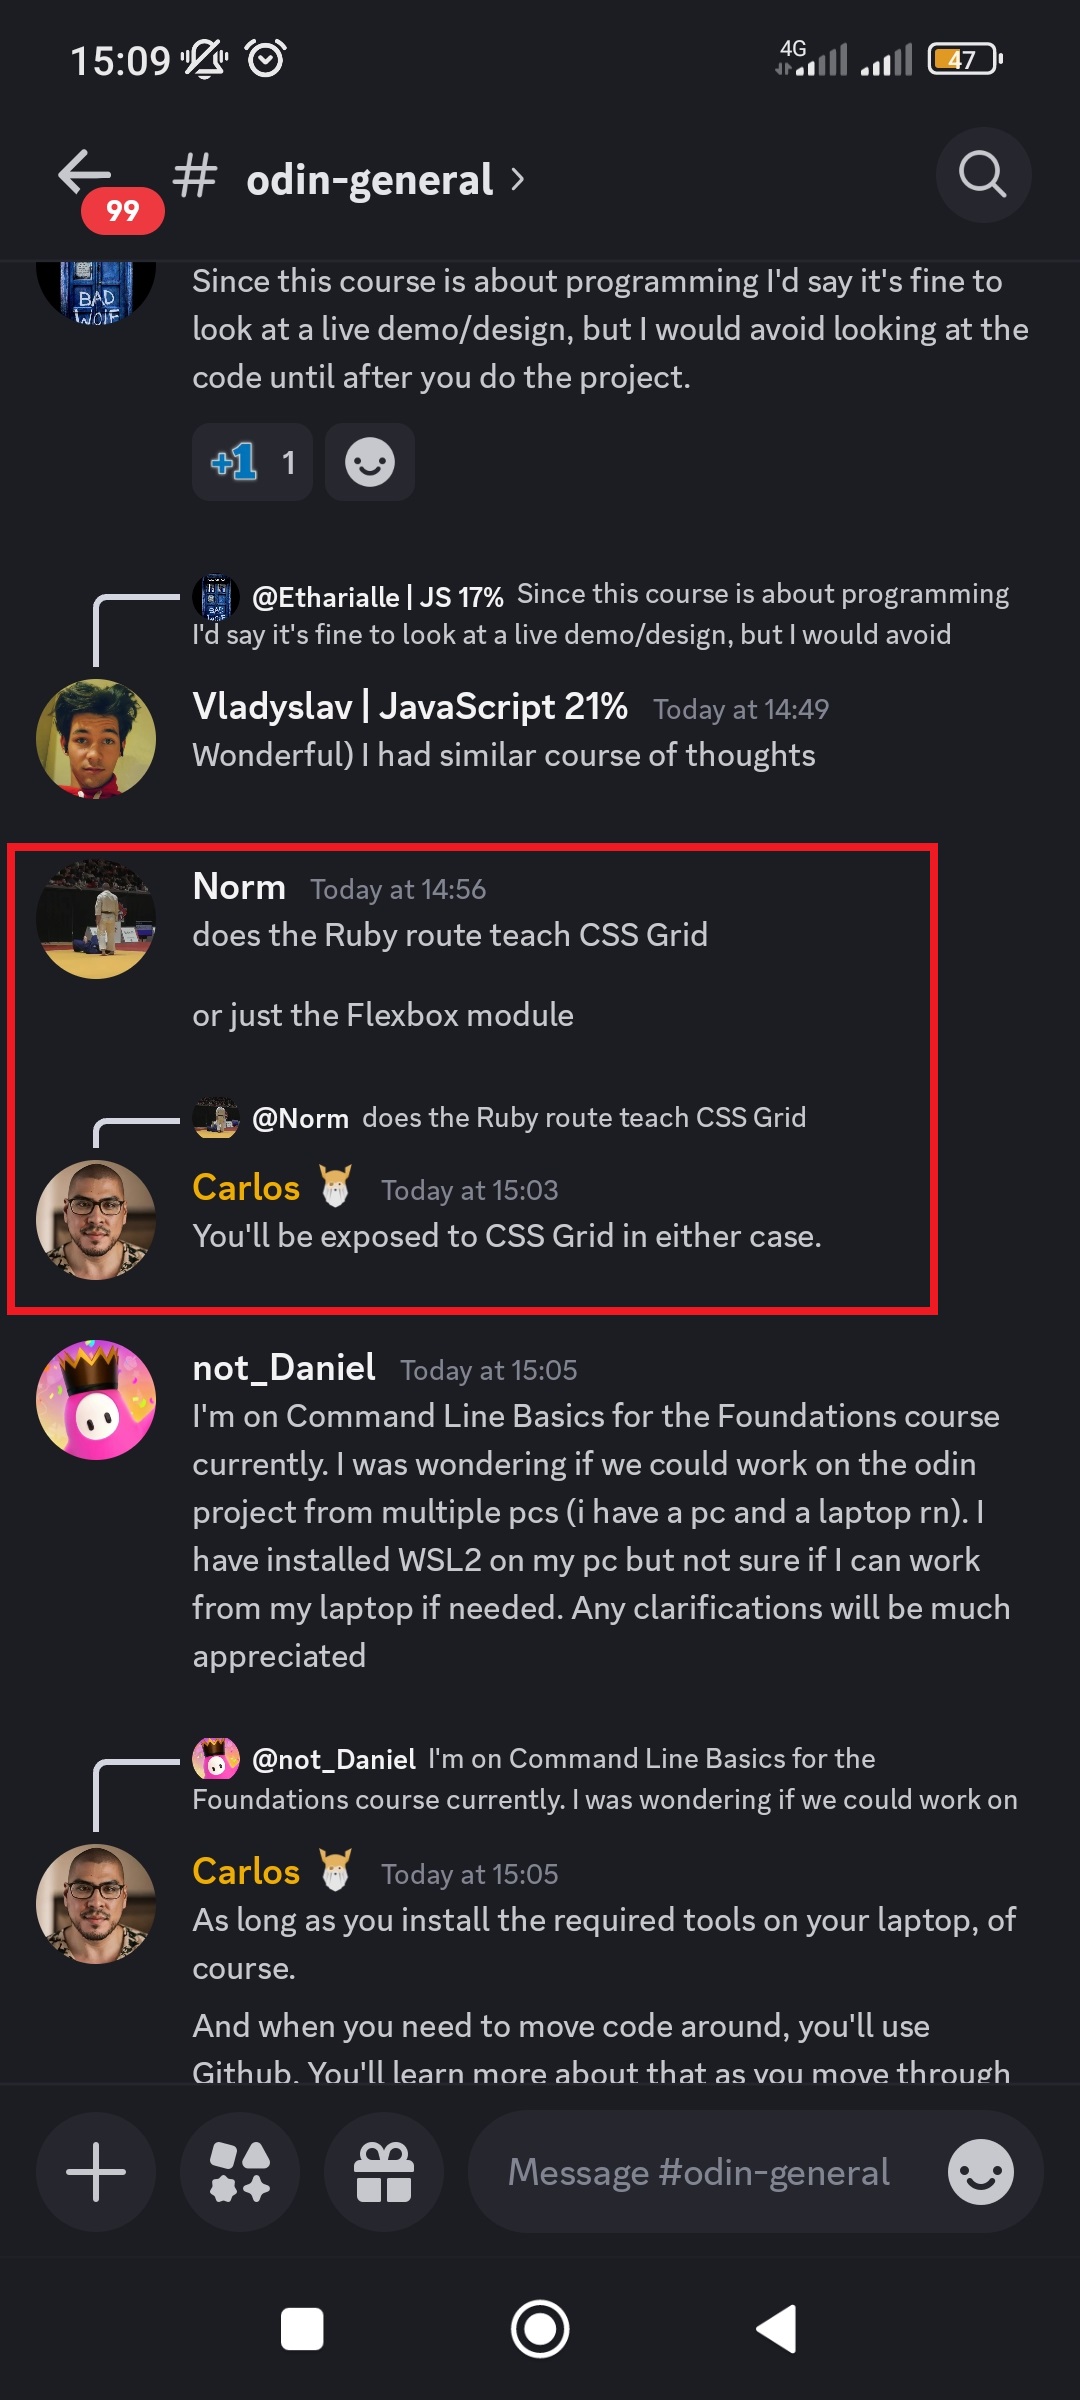 15:09
4G
47
99
# odin-general >
BAD
WOLF
Since this course is about programming I'd say it's fine to
look at a live demo/design, but I would avoid looking at the
code until after you do the project.
+1 1
@Etharialle | JS 17% Since this course is about programming
I'd say it's fine to look at a live demo/design, but I would avoid
Vladyslav | JavaScript 21% Today at 14:49
Wonderful) I had similar course of thoughts
Norm Today at 14:56
does the Ruby route teach CSS Grid
or just the Flexbox module
@Norm does the Ruby route teach CSS Grid
Carlos Today at 15:03
You'll be exposed to CSS Grid in either case.
not_Daniel Today at 15:05
I'm on Command Line Basics for the Foundations course
currently. I was wondering if we could work on the odin
project from multiple pcs (i have a pc and a laptop rn). I
have installed WSL2 on my pc but not sure if I can work
from my laptop if needed. Any clarifications will be much
appreciated
@not_Daniel I'm on Command Line Basics for the
Foundations course currently. I was wondering if we could work on
Carlos Today at 15:05
As long as you install the required tools on your laptop, of
course.
And when you need to move code around, you'll use
Github. You'll learn more about that as you move through
Message #odin-general